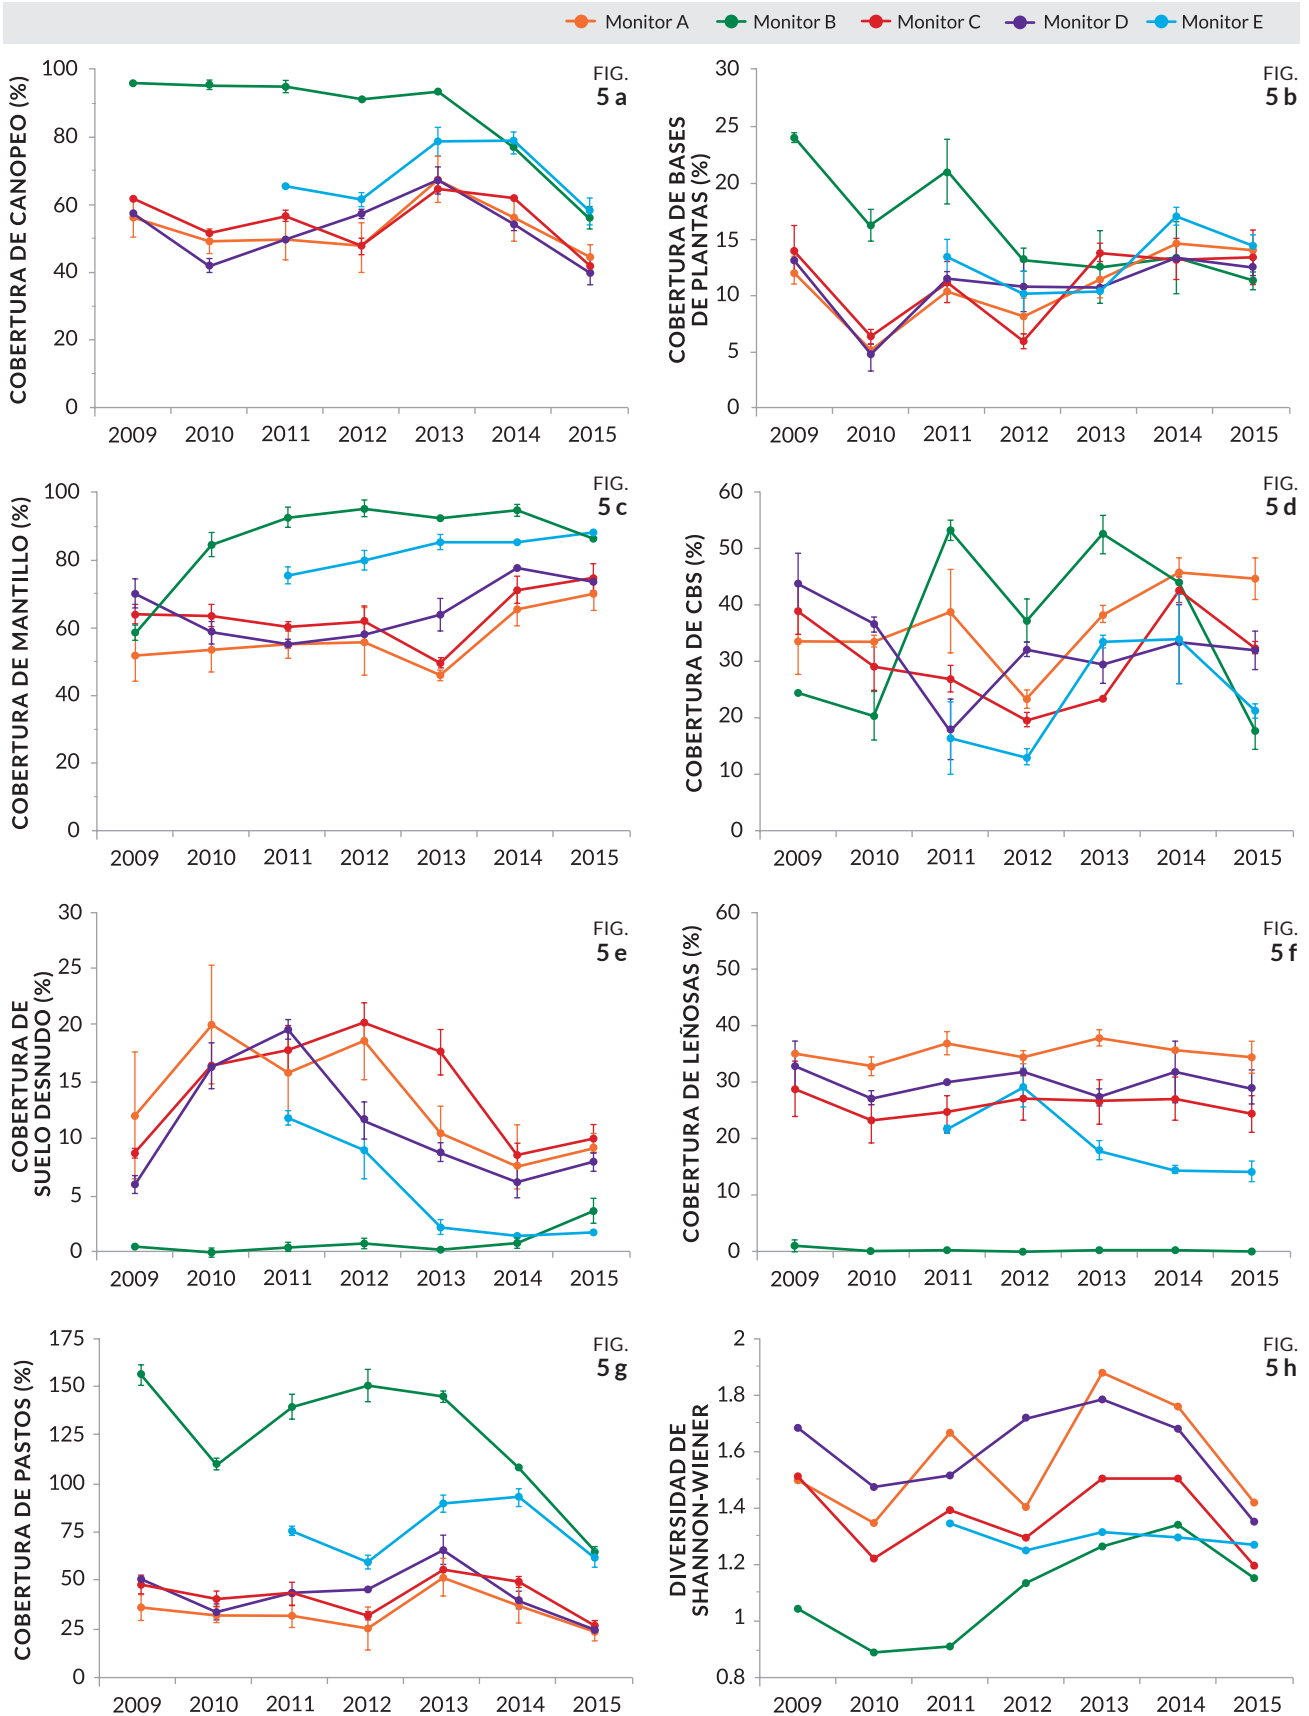 Monitor A Monitor B Monitor C Monitor D Monitor E
COBERTURA DE CANOPEO (%)
FIG.
5 a
100
80
60
40
20
0
2009 2010 2011 2012 2013 2014 2015
COBERTURA DE BASES
DE PLANTAS (%)
FIG.
5 b
30
25
20
15
10
5
0
2009 2010 2011 2012 2013 2014 2015
COBERTURA DE MANTILLO (%)
FIG.
5 c
100
80
60
40
20
0
2009 2010 2011 2012 2013 2014 2015
COBERTURA DE CBS (%)
FIG.
5 d
60
50
40
30
20
10
0
2009 2010 2011 2012 2013 2014 2015
COBERTURA DE
SUELO DESNUDO (%)
FIG.
5 e
30
25
20
15
10
5
0
2009 2010 2011 2012 2013 2014 2015
COBERTURA DE LEÑOSAS (%)
FIG.
5 f
60
50
40
30
20
10
0
2009 2010 2011 2012 2013 2014 2015
COBERTURA DE PASTOS (%)
FIG.
5 g
175
150
125
100
75
50
25
0
2009 2010 2011 2012 2013 2014 2015
DIVERSIDAD DE
SHANNON-WIENER
FIG.
5 h
2
1.8
1.6
1.4
1.2
1
0.8
2009 2010 2011 2012 2013 2014 2015